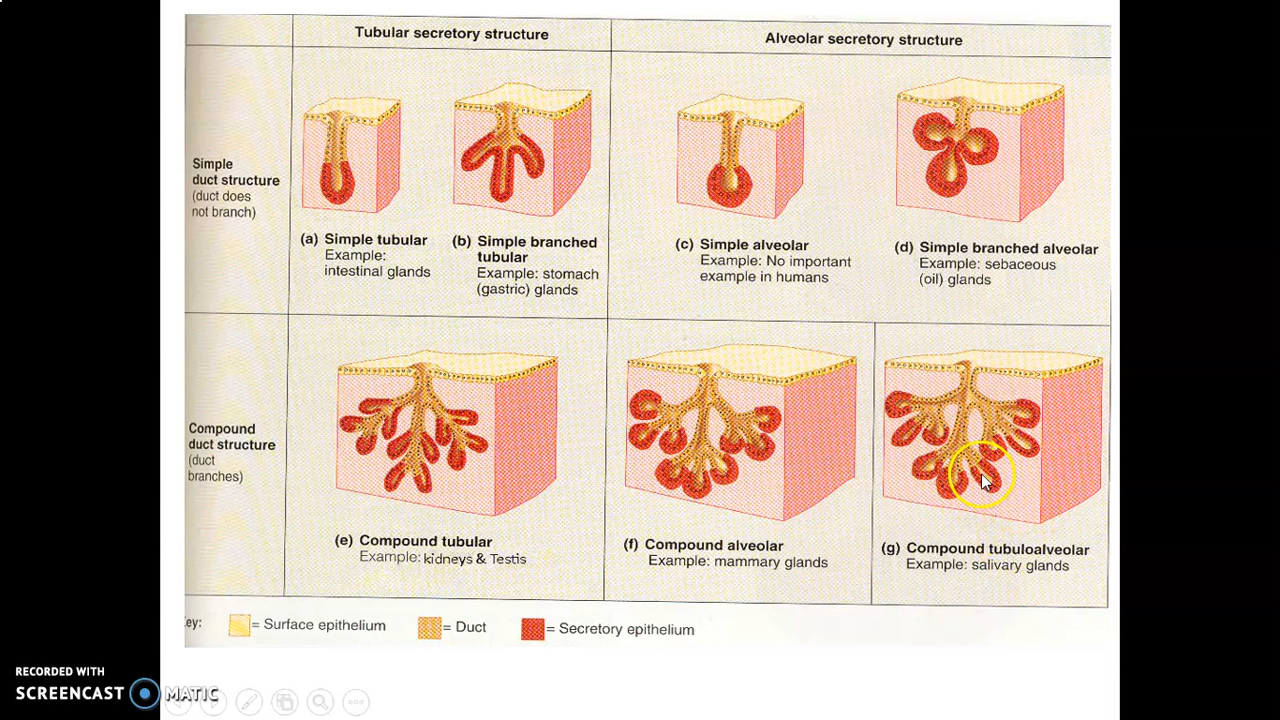 Tubular secretory structure
Alveolar secretory structure
Simple
duct structure
(duct does
not branch)
(a) Simple tubular
Example:
intestinal glands
(b) Simple branched
tubular
Example: stomach
(gastric) glands
(c) Simple alveolar
Example: No important
example in humans
(d) Simple branched alveolar
Example: sebaceous
(oil) glands
Compound
duct structure
(duct
branches)
(e) Compound tubular
Example: kidneys & Testis
(f) Compound alveolar
Example: mammary glands
(g) Compound tubuloalveolar
Example: salivary glands
ey:
= Surface epithelium
= Duct
= Secretory epithelium
RECORDED WITH
SCREENCAST MATIC